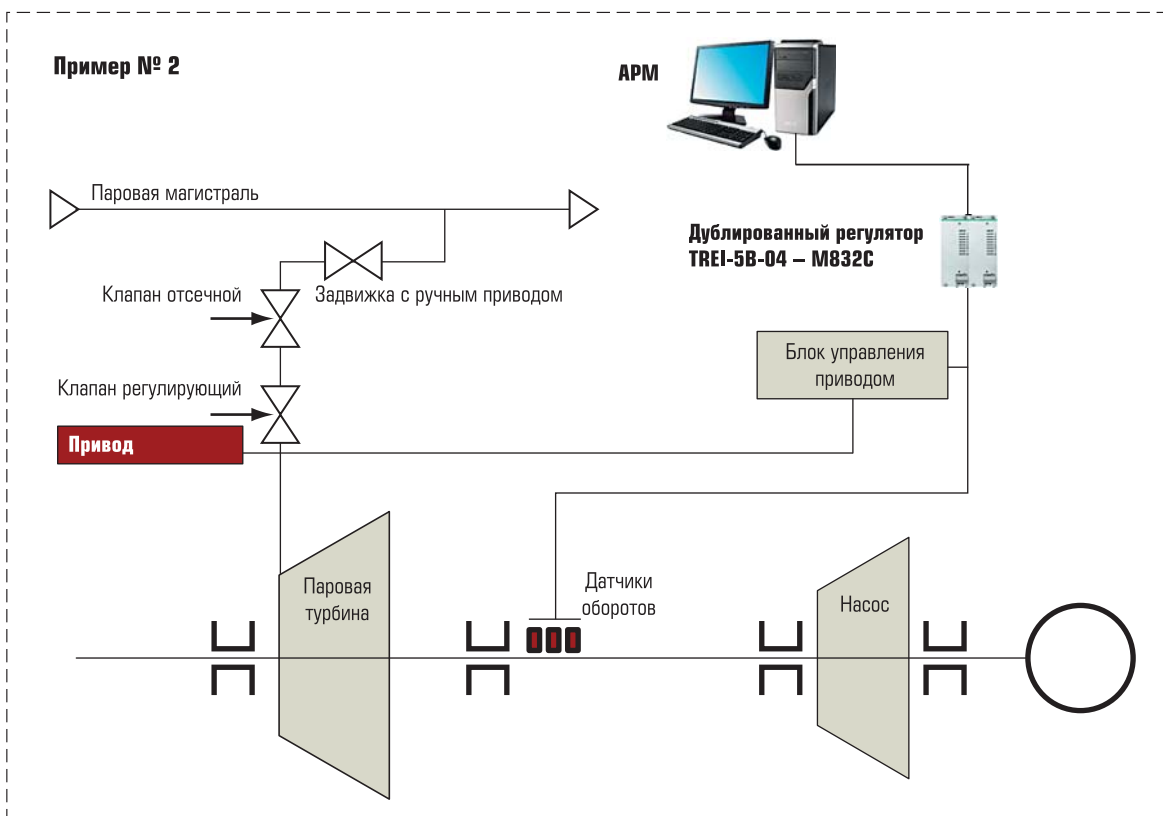 Пример № 2
АРМ
Паровая магистраль
Дублированный регулятор
TREI-5B-04 – M832C
Клапан отсечной
Задвижка с ручным приводом
Блок управления
приводом
Клапан регулирующий
Привод
Паровая
турбина
Датчики
оборотов
Насос